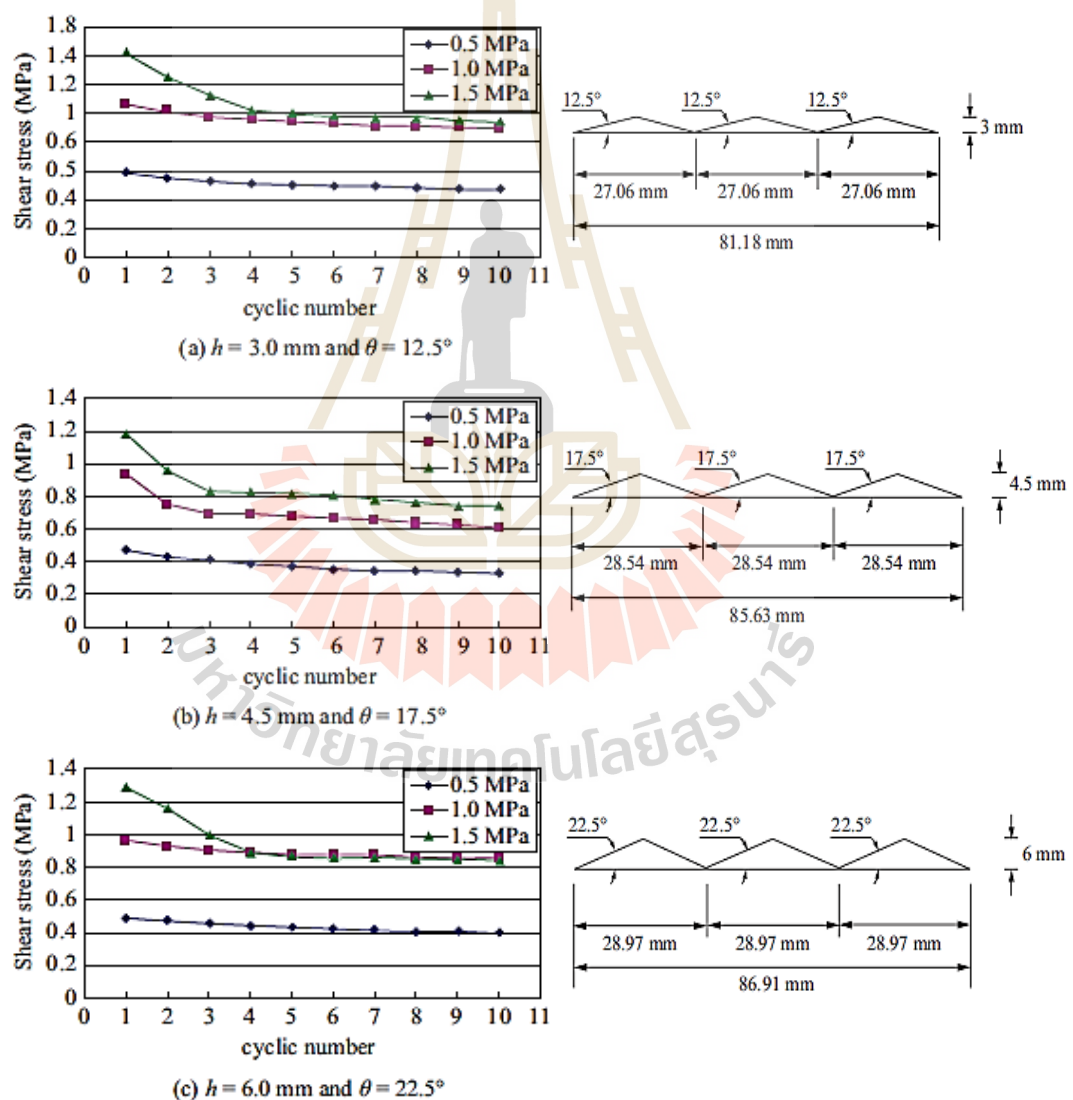 1.8
1.4
1.2
1
0.6
0.5
0.4
0.2
0
Shear stress (MPa)
0.5 MPa
1.0 MPa
1.5 MPa
0 1 2 3 4 5 6 7 8 9 10 11
cyclic number
12.5° 12.5° 12.5°
3 mm
27.06 mm 27.06 mm 27.06 mm
81.18 mm
(a) h = 3.0 mm and θ = 12.5°
1.4
1.2
1
0.8
0.6
0.4
0.2
0
Shear stress (MPa)
0.5 MPa
1.0 MPa
1.5 MPa
0 1 2 3 4 5 6 7 8 9 10 11
cyclic number
17.5° 17.5° 17.5°
4.5 mm
28.54 mm 28.54 mm 28.54 mm
85.63 mm
(b) h = 4.5 mm and θ = 17.5°
มหาวิทยาลัยเทคโนโลยีสุรนารี
1.4
1.2
1
0.8
0.6
0.4
0.2
0
Shear stress (MPa)
0.5 MPa
1.0 MPa
1.5 MPa
0 1 2 3 4 5 6 7 8 9 10 11
cyclic number
22.5° 22.5° 22.5°
6 mm
28.97 mm 28.97 mm 28.97 mm
86.91 mm
(c) h = 6.0 mm and θ = 22.5°